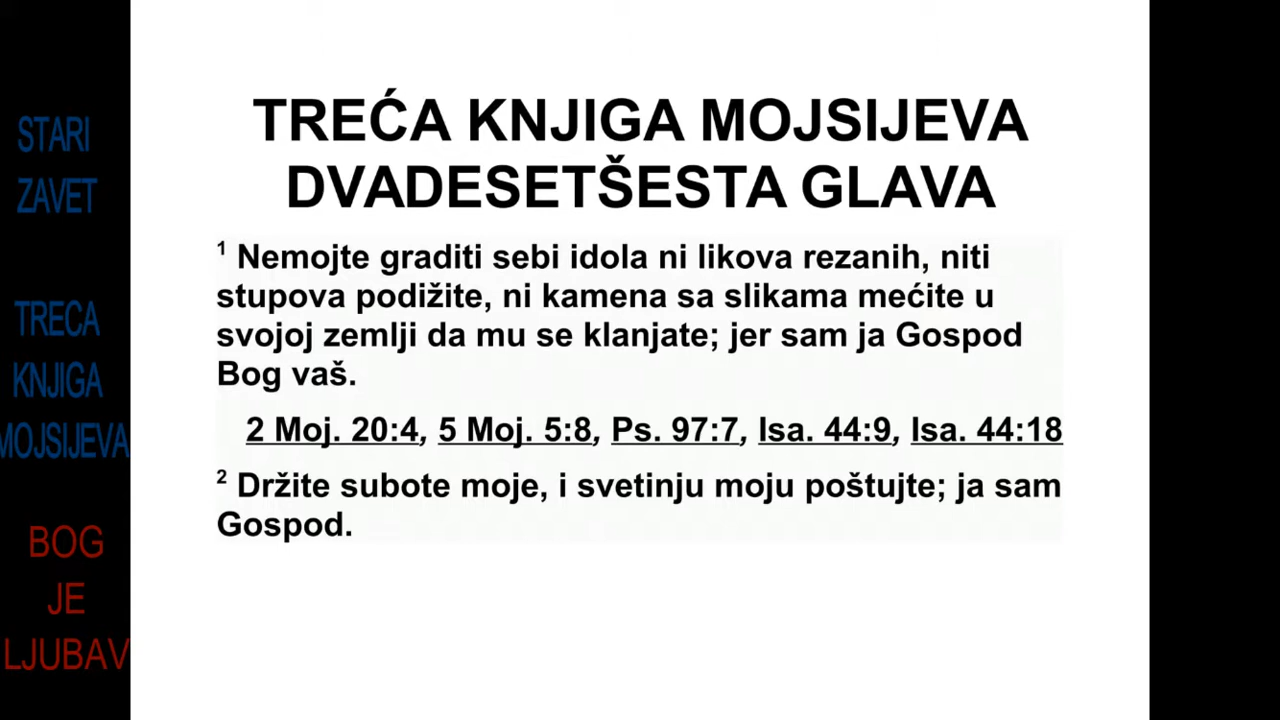 STARI
ZAVET
TRECA
KNJIGA
MOJSIJEVA
BOG
JE
LJUBAV
TREĆA KNJIGA MOJSIJEVA
DVADESETŠESTA GLAVA
1 Nemojte graditi sebi idola ni likova rezanih, niti
stupova podižite, ni kamena sa slikama mećite u
svojoj zemlji da mu se klanjate; jer sam ja Gospod
Bog vaš.
2 Moj. 20:4, 5 Moj. 5:8, Ps. 97:7, Isa. 44:9, Isa. 44:18
2 Držite subote moje, i svetinju moju poštujte; ja sam
Gospod.